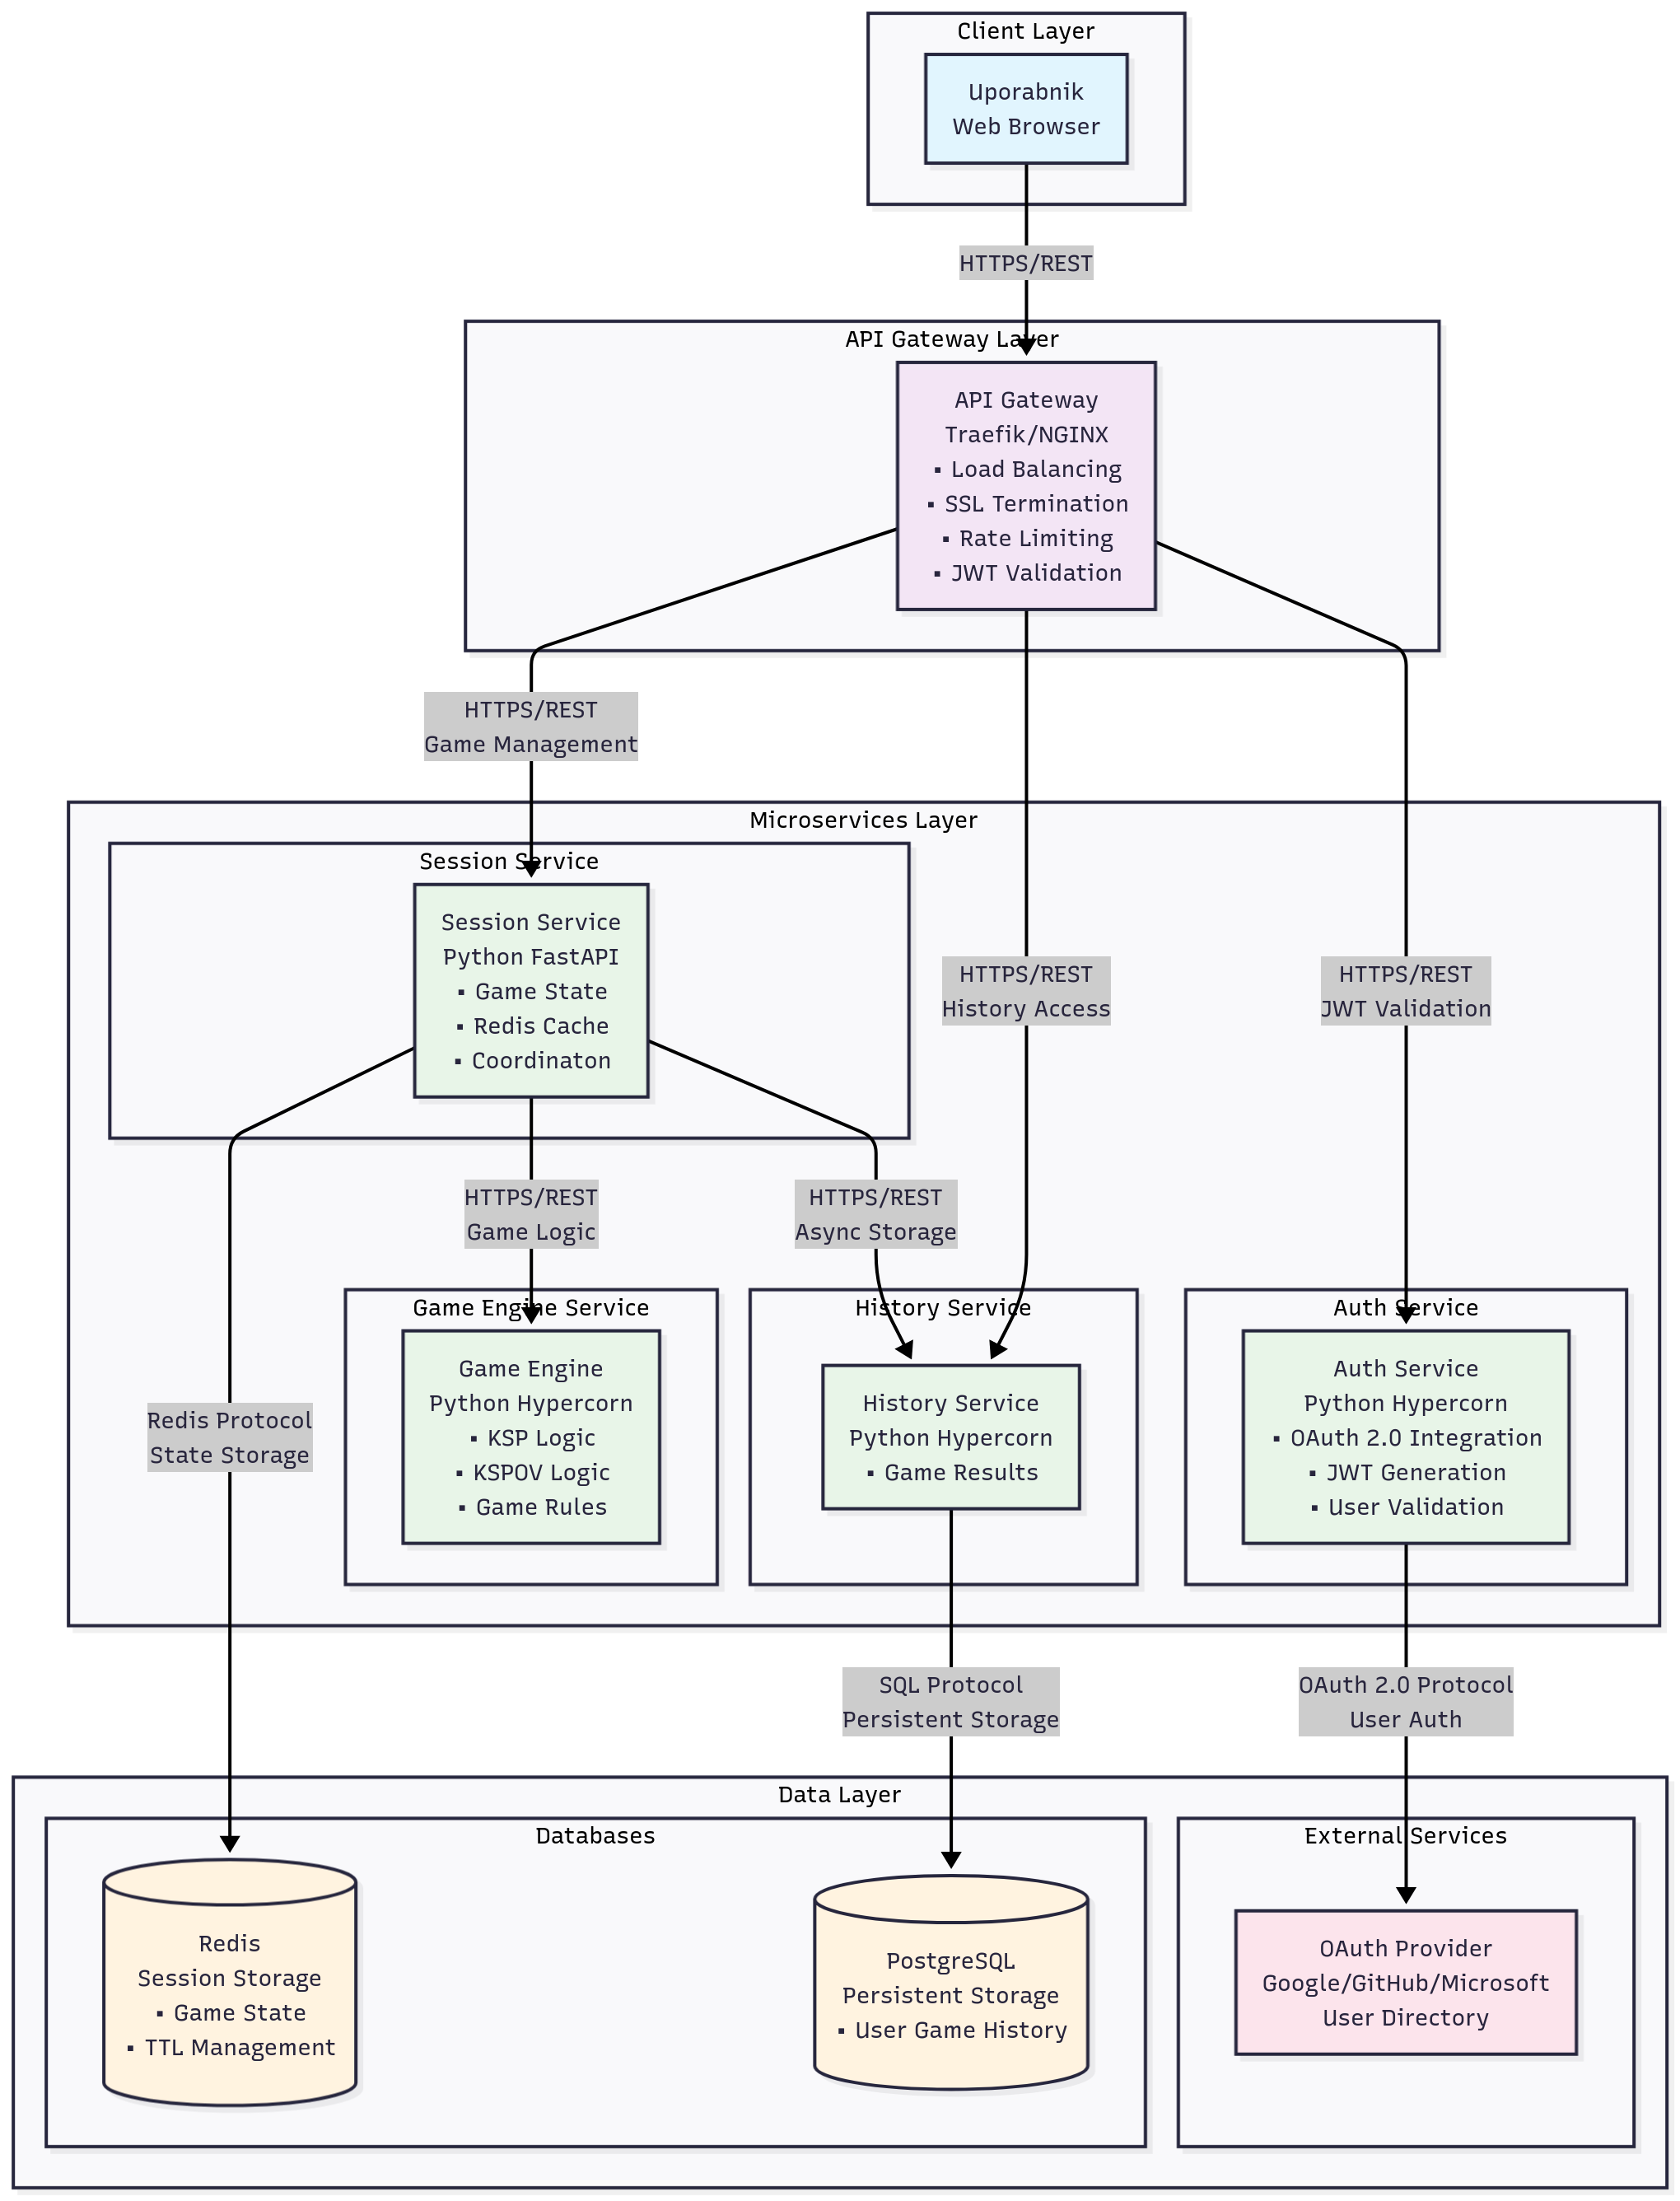 Client Layer
Uporabnik
Web Browser
HTTPS/REST
API Gateway Layer
API Gateway
Traefik/NGINX
▪ Load Balancing
▪ SSL Termination
▪ Rate Limiting
▪ JWT Validation
HTTPS/REST
Game Management
Microservices Layer
Session Service
Session Service
Python FastAPI
▪ Game State
▪ Redis Cache
▪ Coordinaton
HTTPS/REST
History Access
HTTPS/REST
JWT Validation
HTTPS/REST
Game Logic
HTTPS/REST
Async Storage
Game Engine Service
Game Engine
Python Hypercorn
▪ KSP Logic
▪ KSPOV Logic
▪ Game Rules
History Service
History Service
Python Hypercorn
▪ Game Results
Auth Service
Auth Service
Python Hypercorn
▪ OAuth 2.0 Integration
▪ JWT Generation
▪ User Validation
Redis Protocol
State Storage
SQL Protocol
Persistent Storage
OAuth 2.0 Protocol
User Auth
Data Layer
Databases
Redis
Session Storage
▪ Game State
▪ TTL Management
PostgreSQL
Persistent Storage
▪ User Game History
External Services
OAuth Provider
Google/GitHub/Microsoft
User Directory